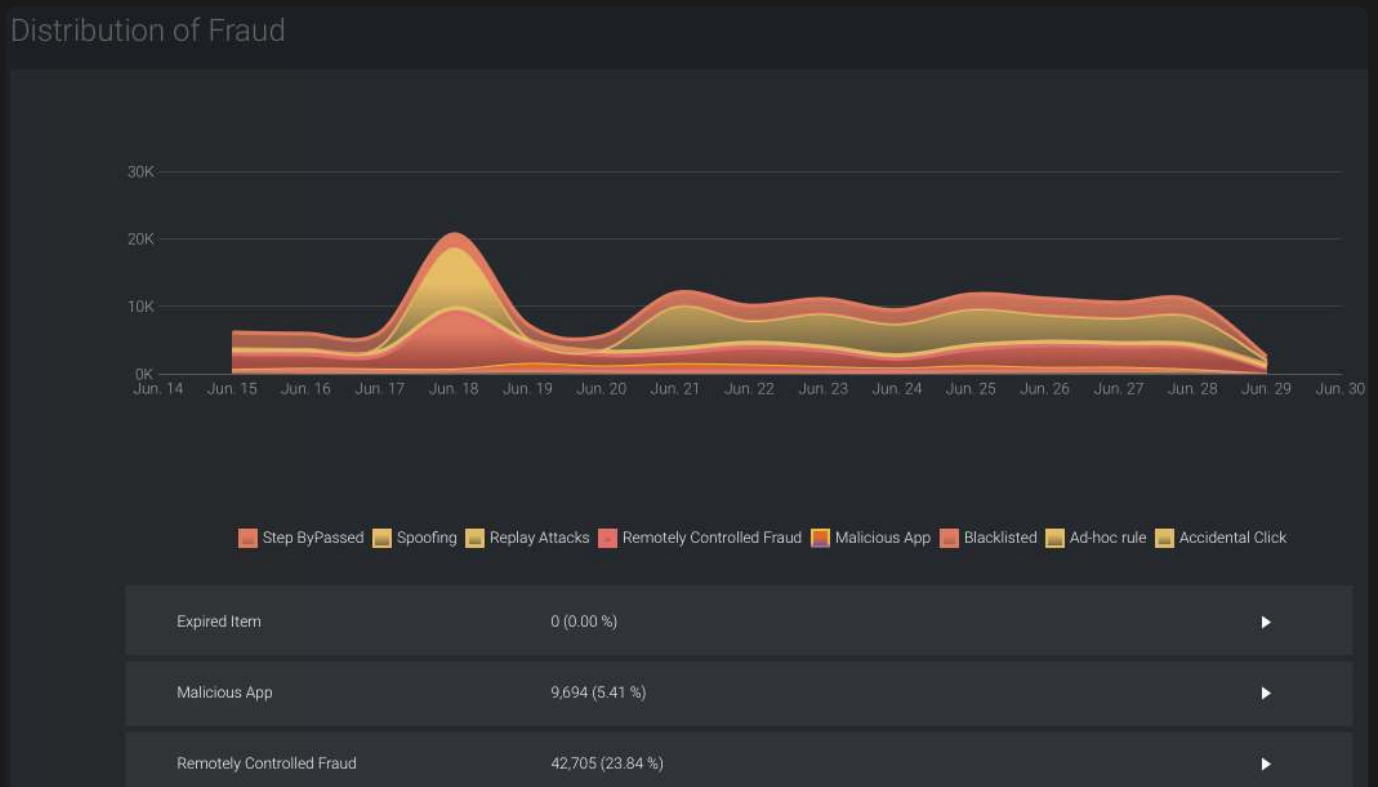 Distribution of Fraud
30K
20K
10K
0K
Jun. 14 Jun. 15 Jun. 16 Jun. 17 Jun. 18 Jun. 19 Jun. 20 Jun. 21 Jun. 22 Jun. 23 Jun. 24 Jun. 25 Jun. 26 Jun. 27 Jun. 28 Jun. 29 Jun. 30
Step ByPassed Spoofing Replay Attacks Remotely Controlled Fraud Malicious App Blacklisted Ad-hoc rule Accidental Click
Expired Item 0 (0.00 %)
Malicious App 9,694 (5.41 %)
Remotely Controlled Fraud 42,705 (23.84 %)